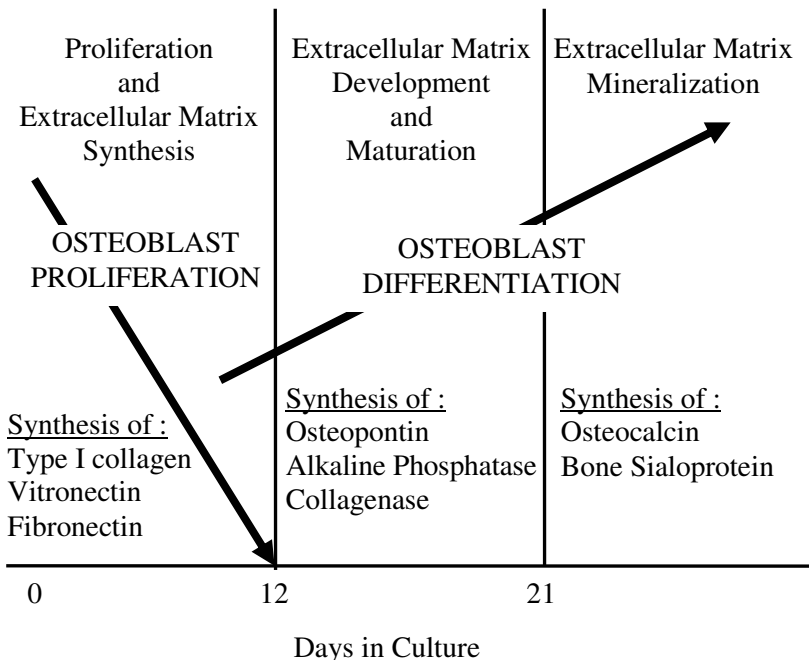 Proliferation
and
Extracellular Matrix
Synthesis
Extracellular Matrix
Development
and
Maturation
Extracellular Matrix
Mineralization
OSTEOBLAST
PROLIFERATION
OSTEOBLAST
DIFFERENTIATION
Synthesis of :
Type I collagen
Vitronectin
Fibronectin
Synthesis of :
Osteopontin
Alkaline Phosphatase
Collagenase
Synthesis of :
Osteocalcin
Bone Sialoprotein
0
12
21
Days in Culture